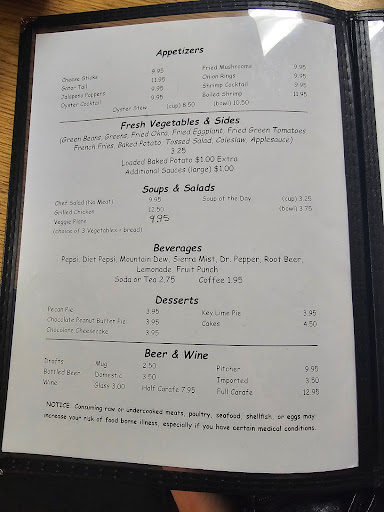 Appetizers
Cheese Sticks 9.95 Fried Mushrooms 9.95
Gator Tail 11.95 Onion Rings 9.95
Jalapeno Poppers 9.95 Shrimp Cocktail 9.95
Oyster Cocktail 9.95 Boiled Shrimp 11.95
Oyster Stew (cup) 8.50 (bowl) 10.50
Fresh Vegetables & Sides
(Green Beans, Greens, Fried Okra, Fried Eggplant, Fried Green Tomatoes
French Fries, Baked Potato, Tossed Salad, Coleslaw, Applesauce)
3.25
Loaded Baked Potato $1.00 Extra
Additional Sauces (large) $1.00
Soups & Salads
Chef Salad (No Meat) 9.95 Soup of the Day (cup) 3.25
Grilled Chicken 12.50 (bowl) 3.75
Veggie Plate 9.95
(choice of 3 Vegetables + bread)
Beverages
Pepsi, Diet Pepsi, Mountain Dew, Sierra Mist, Dr. Pepper, Root Beer,
Lemonade, Fruit Punch
Soda or Tea 2.75 Coffee 1.95
Desserts
Pecan Pie 3.95 Key Lime Pie 3.95
Chocolate Peanut Butter Pie 3.95 Cakes 4.50
Chocolate Cheesecake 3.95
Beer & Wine
Drafts Mug 2.50 Pitcher 9.95
Bottled Beer Domestic 3.50 Imported 3.50
Wine Glass 3.00 Half Carafe 7.95 Full Carafe 12.95
NOTICE: Consuming raw or undercooked meats, poultry, seafood, shellfish, or eggs may
increase your risk of food borne illness, especially if you have certain medical conditions.